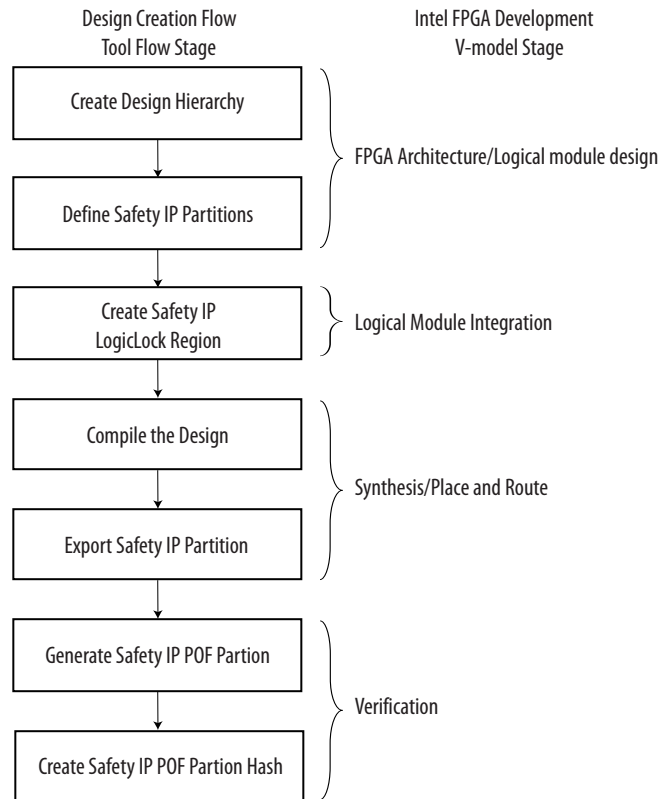 Design Creation Flow
Tool Flow Stage
Intel FPGA Development
V-model Stage
Create Design Hierarchy
Define Safety IP Partitions
FPGA Architecture/Logical module design
Create Safety IP
LogicLock Region
Logical Module Integration
Compile the Design
Export Safety IP Partition
Synthesis/Place and Route
Generate Safety IP POF Partion
Create Safety IP POF Partion Hash
Verification